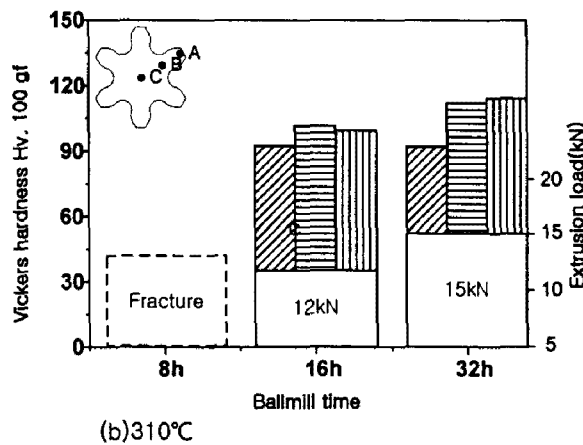 Vickers hardness Hv. 100 gf
150
120
90
60
30
0
A
B
C
Fracture
12kN
15kN
8h
16h
32h
20
15
10
5
Extrusion load(kN)
Ballmill time
(b)310℃